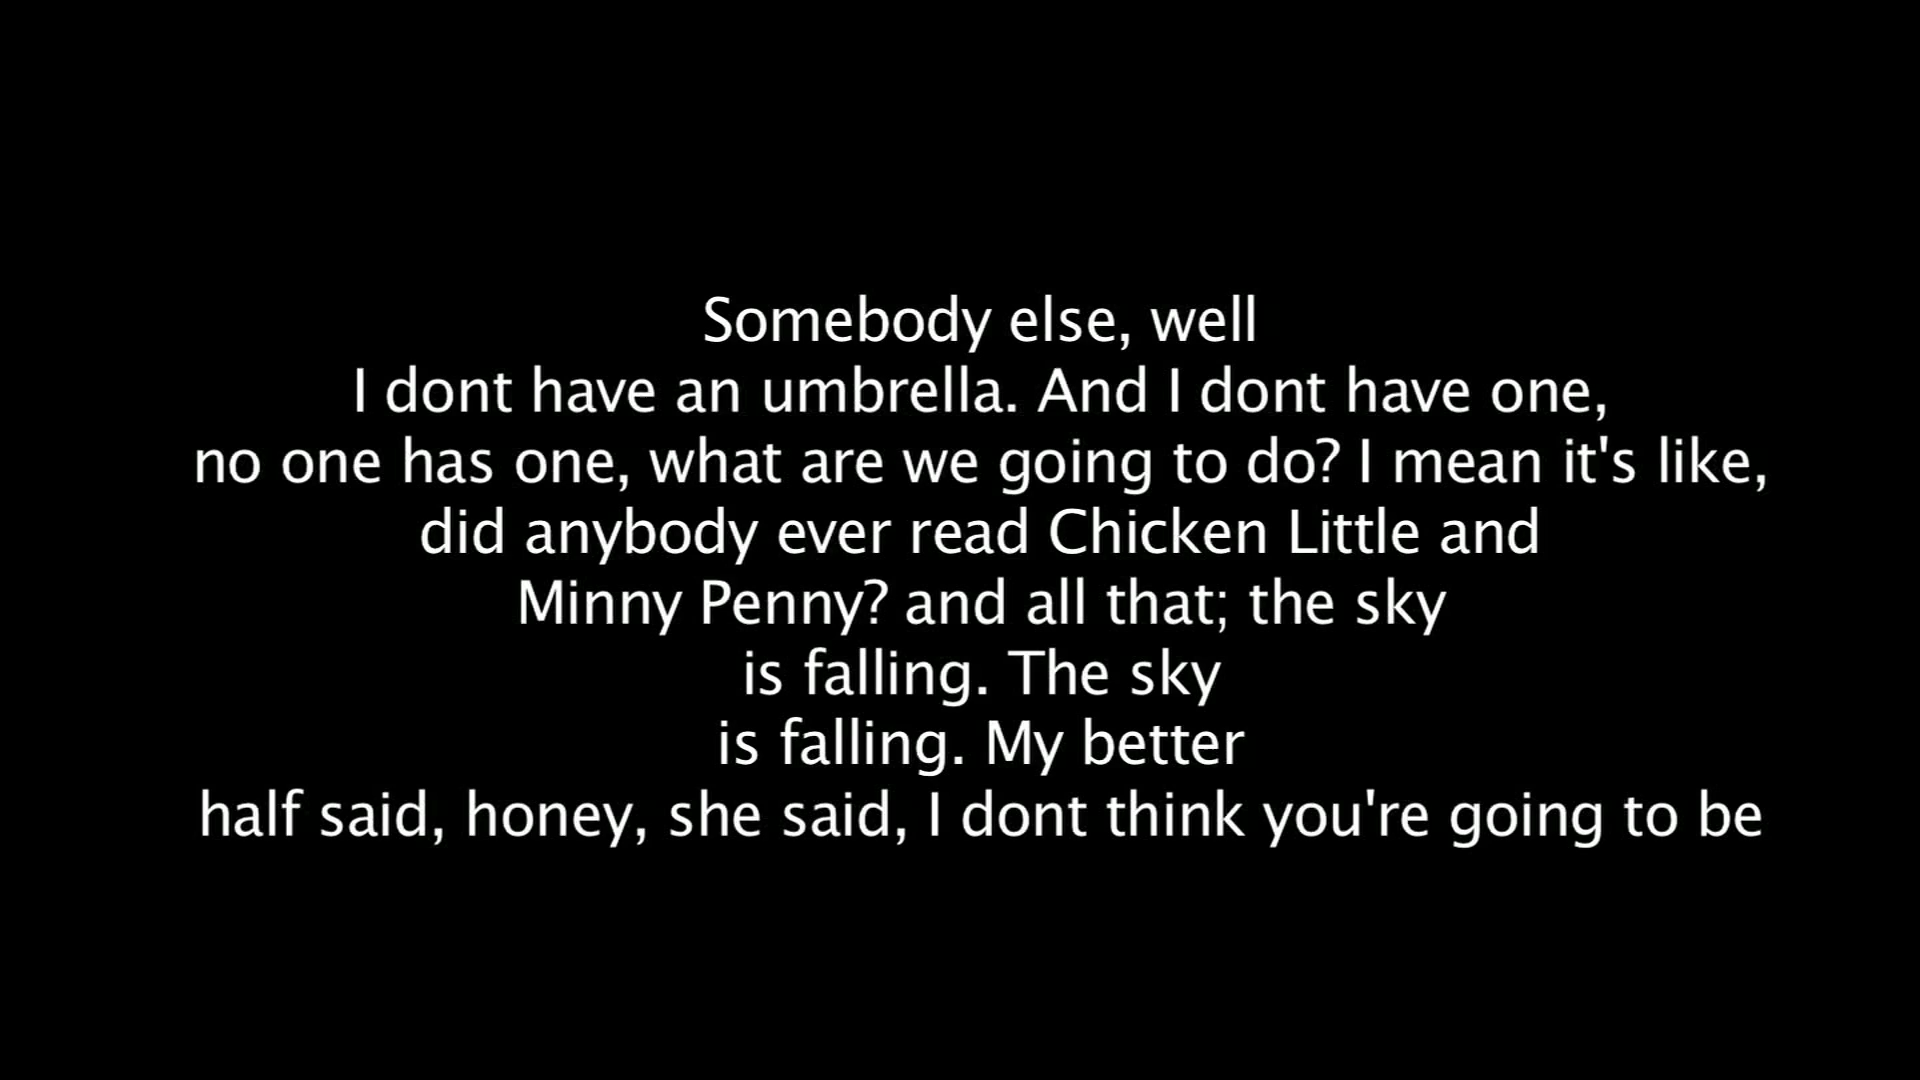 Somebody else, well
I dont have an umbrella. And I dont have one,
no one has one, what are we going to do? I mean it's like,
did anybody ever read Chicken Little and
Minny Penny? and all that; the sky
is falling. The sky
is falling. My better
half said, honey, she said, I dont think you're going to be